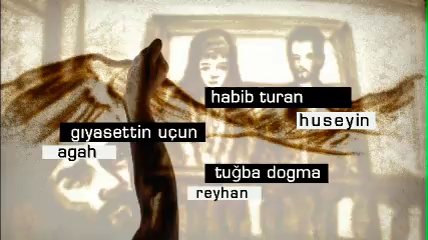 habib turan
huseyin
gıyasettin uçun
agah
tuğba dogma
reyhan